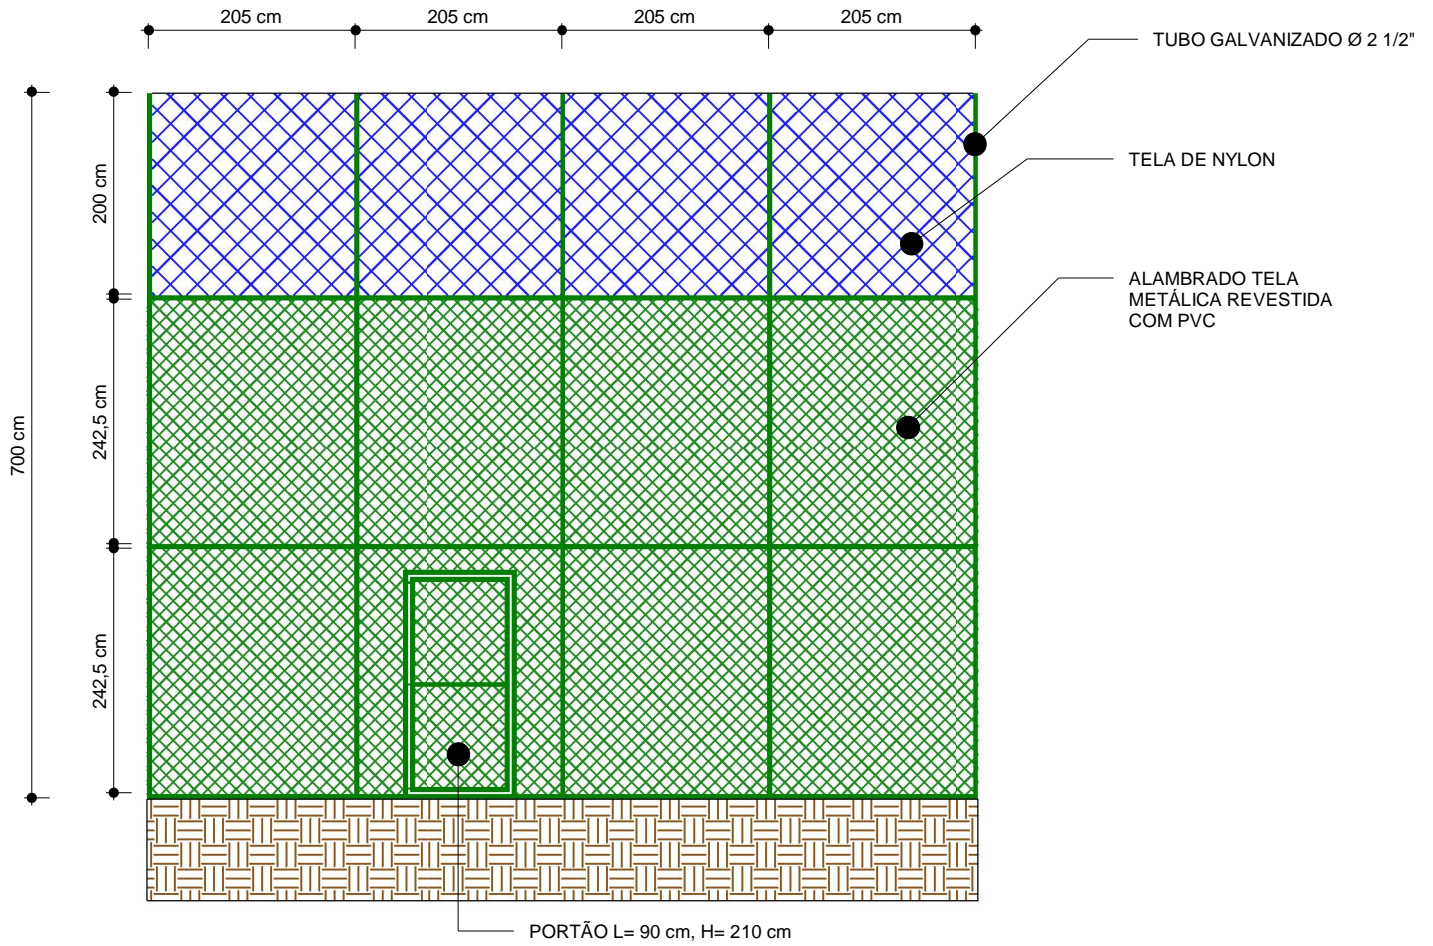 205 cm
205 cm
205 cm
205 cm
TUBO GALVANIZADO Ø 2 1/2"
TELA DE NYLON
200 cm
ALAMBRADO TELA
METÁLICA REVESTIDA
COM PVC
242,5 cm
700 cm
242,5 cm
PORTÃO L= 90 cm, H= 210 cm